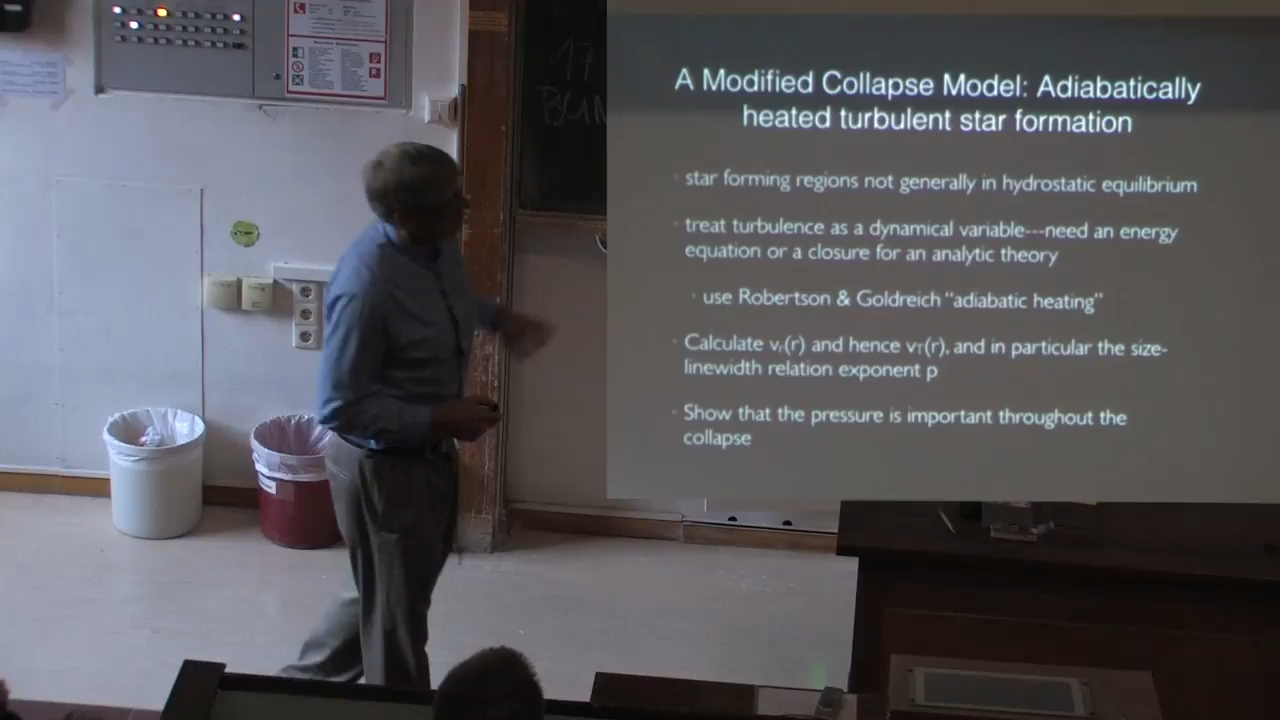 17
A Modified Collapse Model: Adiabatically
heated turbulent star formation
star forming regions not generally in hydrostatic equilibrium
treat turbulence as a dynamical variable---need an energy
equation or a closure for an analytic theory
use Robertson & Goldreich "adiabatic heating"
Calculate vᵣ(r) and hence v_T(r), and in particular the size-
linewidth relation exponent p
Show that the pressure is important throughout the
collapse